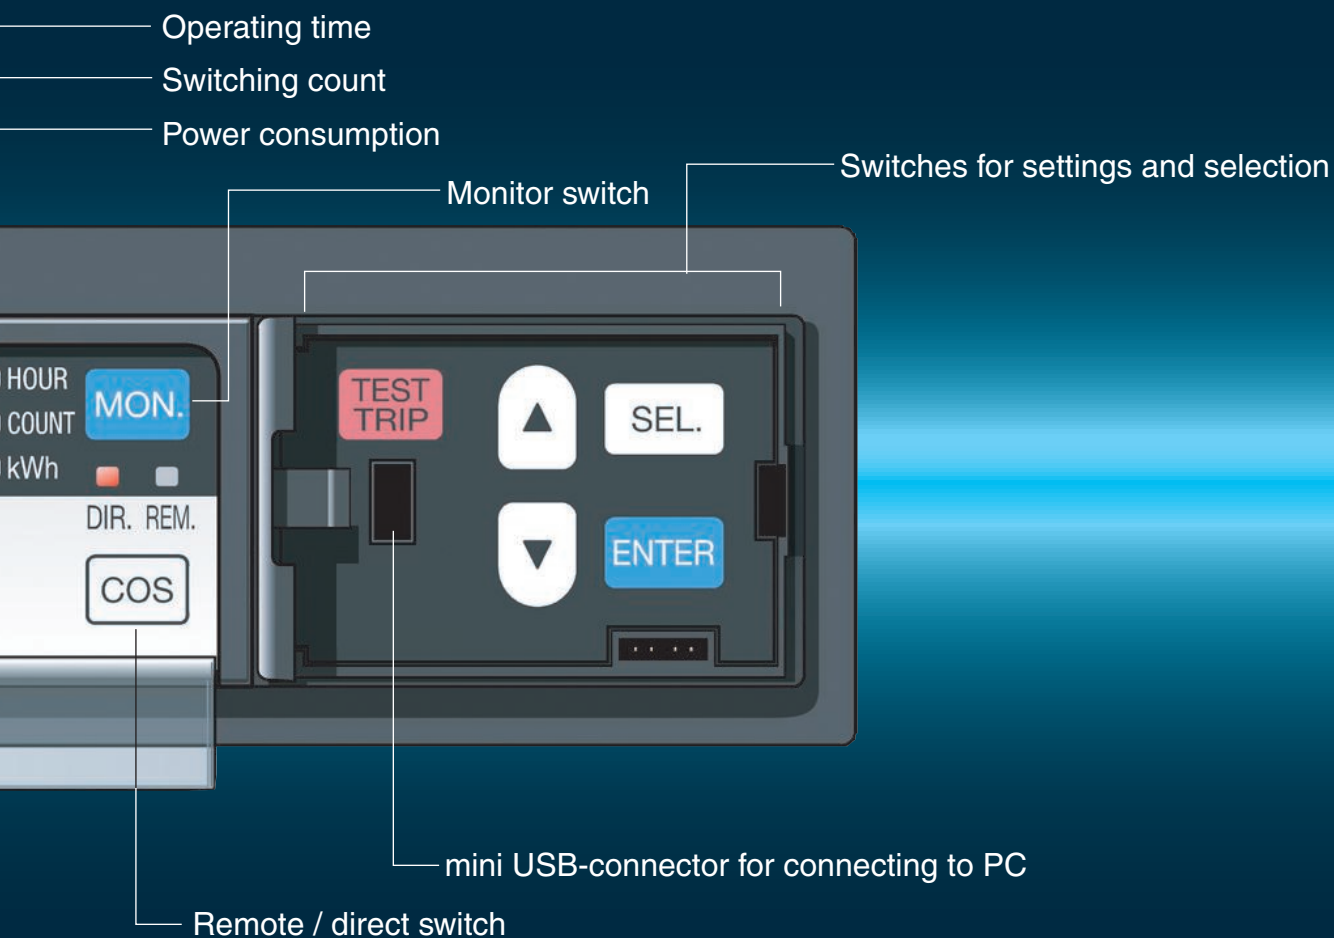 Operating time
Switching count
Power consumption
Switches for settings and selection
Monitor switch
HOUR
COUNT
kWh
MON.
DIR. REM.
COS
TEST
TRIP
▲
SEL.
▼
ENTER
mini USB-connector for connecting to PC
Remote / direct switch